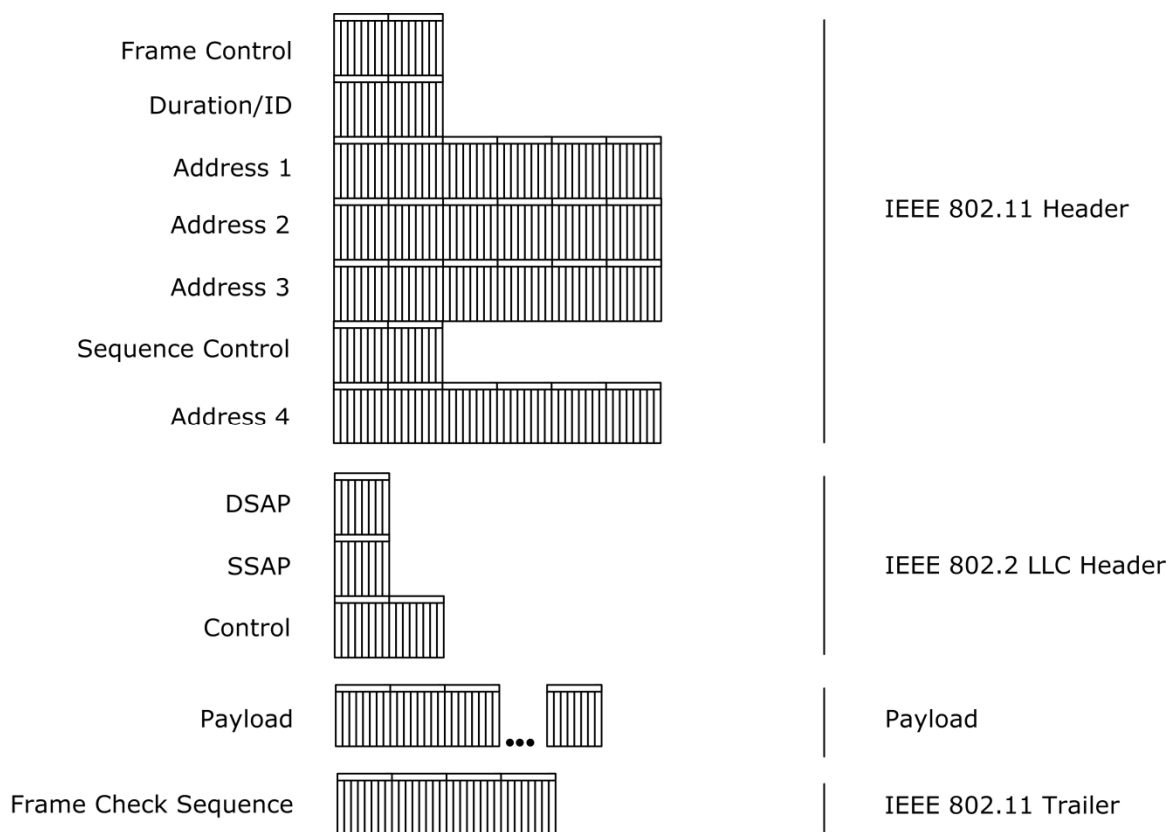 Frame Control
Duration/ID
Address 1
Address 2
Address 3
Sequence Control
Address 4
IEEE 802.11 Header
DSAP
SSAP
Control
IEEE 802.2 LLC Header
Payload
•••
Payload
Frame Check Sequence
IEEE 802.11 Trailer